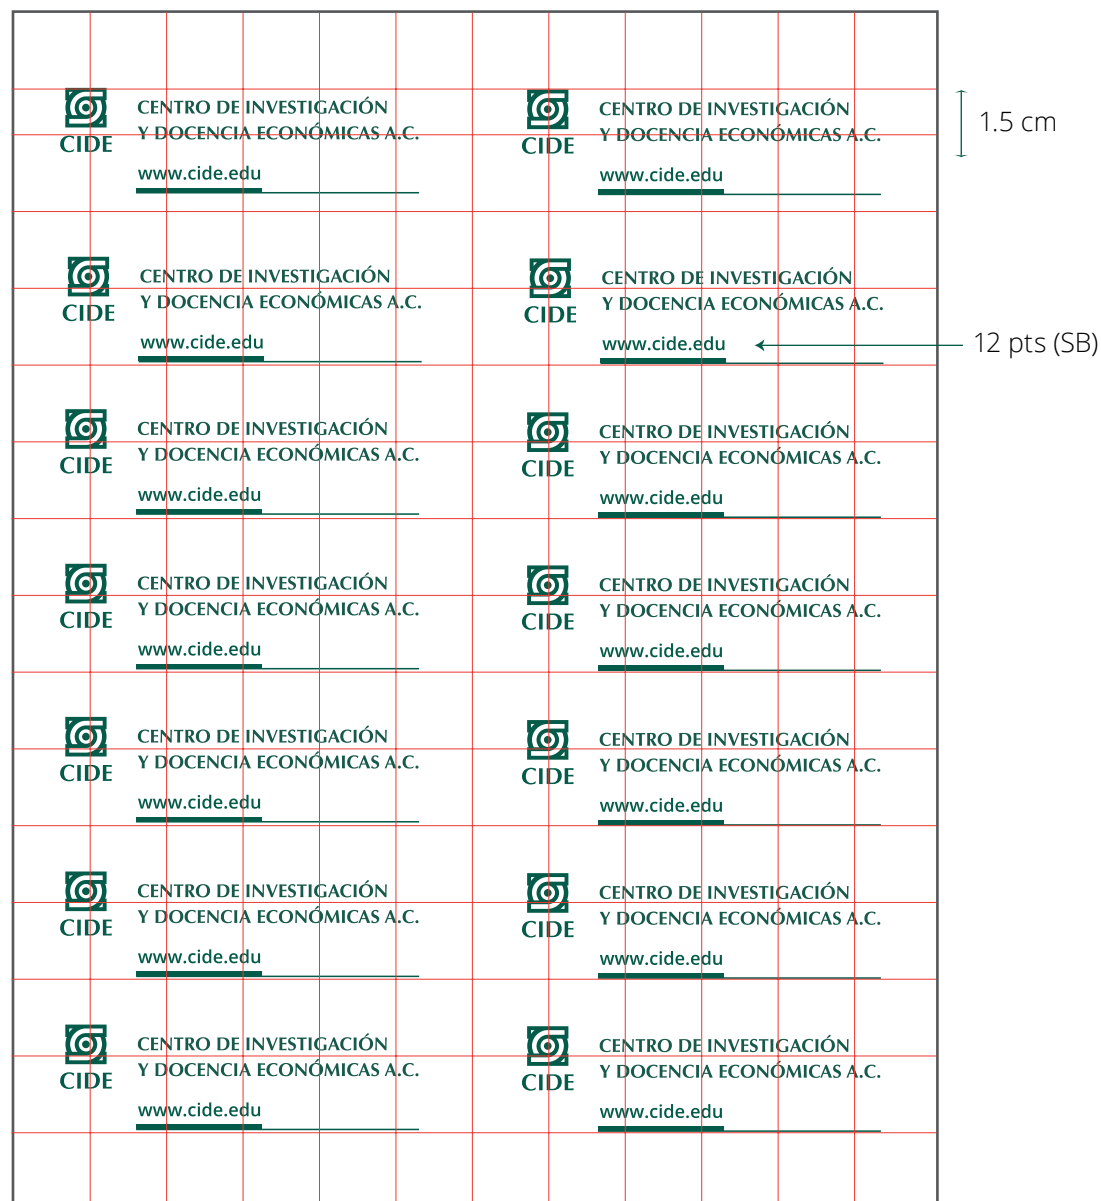 CENTRO DE INVESTIGACIÓN CENTRO DE INVESTIGACIÓN
Y DOCENCIA ECONÓMICAS A.C. Y DOCENCIA ECONÓMICAS A.C. 1.5 cm
CIDE CIDE
www.cide.edu www.cide.edu
CENTRO DE INVESTIGACIÓN CENTRO DE INVESTIGACIÓN
Y DOCENCIA ECONÓMICAS A.C. Y DOCENCIA ECONÓMICAS A.C.
CIDE CIDE
www.cide.edu www.cide.edu 12 pts (SB)
CENTRO DE INVESTIGACIÓN CENTRO DE INVESTIGACIÓN
Y DOCENCIA ECONÓMICAS A.C. Y DOCENCIA ECONÓMICAS A.C.
CIDE CIDE
www.cide.edu www.cide.edu
CENTRO DE INVESTIGACIÓN CENTRO DE INVESTIGACIÓN
Y DOCENCIA ECONÓMICAS A.C. Y DOCENCIA ECONÓMICAS A.C.
CIDE CIDE
www.cide.edu www.cide.edu
CENTRO DE INVESTIGACIÓN CENTRO DE INVESTIGACIÓN
Y DOCENCIA ECONÓMICAS A.C. Y DOCENCIA ECONÓMICAS A.C.
CIDE CIDE
www.cide.edu www.cide.edu
CENTRO DE INVESTIGACIÓN CENTRO DE INVESTIGACIÓN
Y DOCENCIA ECONÓMICAS A.C. Y DOCENCIA ECONÓMICAS A.C.
CIDE CIDE
www.cide.edu www.cide.edu
CENTRO DE INVESTIGACIÓN CENTRO DE INVESTIGACIÓN
Y DOCENCIA ECONÓMICAS A.C. Y DOCENCIA ECONÓMICAS A.C.
CIDE CIDE
www.cide.edu www.cide.edu